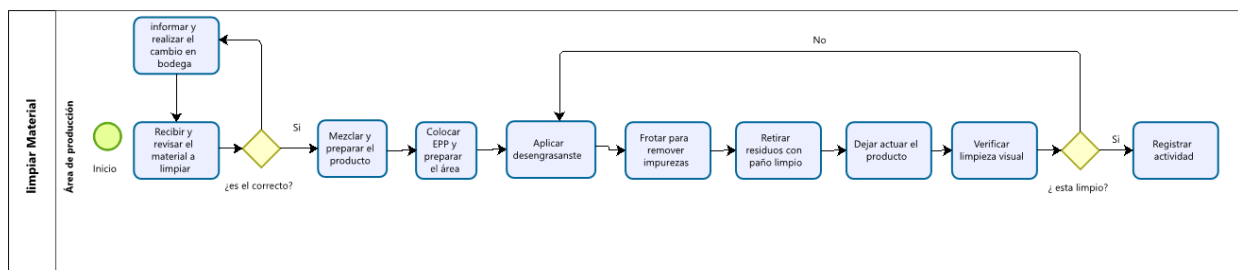 limpiar Material
Área de producción
Inicio
informar y
realizar el
cambio en
bodega
Recibir y
revisar el
material a
limpiar
¿es el correcto?
Si
Mezclar y
preparar el
producto
Colocar
EPP y
preparar
el área
Aplicar
desengrasanste
Frotar para
remover
impurezas
Retirar
residuos con
paño limpio
Dejar actuar el
producto
Verificar
limpieza visual
No
¿ esta limpio?
Si
Registrar
actividad